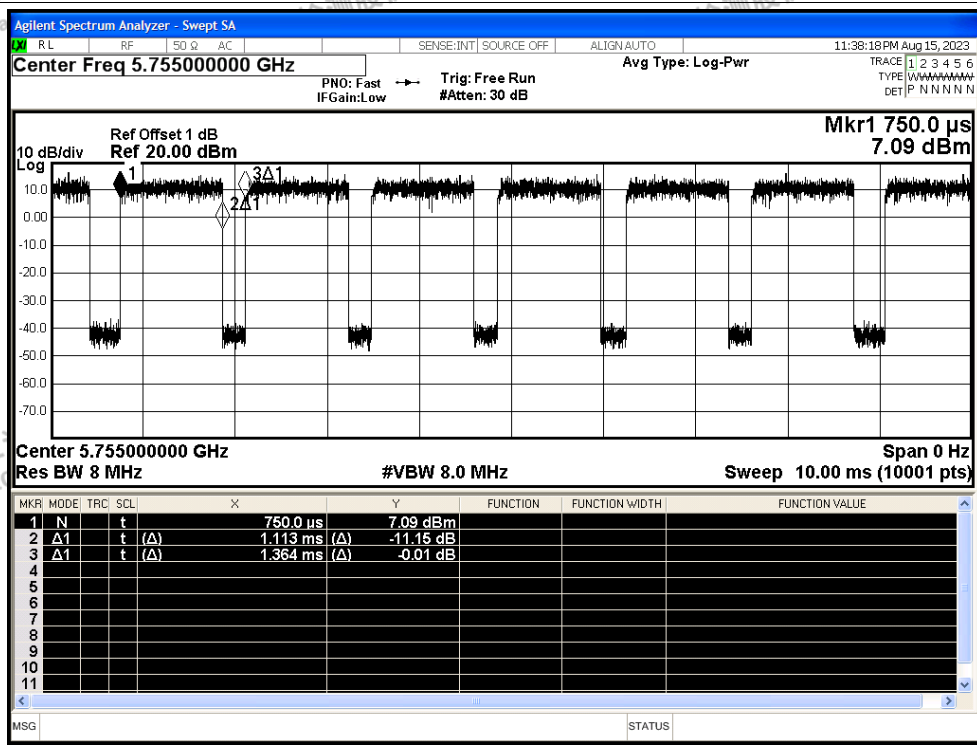 Agilent Spectrum Analyzer - Swept SA
LXI RL RF 50 Ω AC SENSE:INT SOURCE OFF ALIGN AUTO 11:38:18 PM Aug 15, 2023
Center Freq 5.755000000 GHz Avg Type: Log-Pwr TRACE 1 2 3 4 5 6
PNO: Fast Trig: Free Run TYPE
IFGain:Low #Atten: 30 dB DET P N N N N N
Mkr1 750.0 µs
Ref Offset 1 dB
10 dB/div Ref 20.00 dBm 7.09 dBm
Log
1 3Δ1
10.0
2Δ1
0.00
-10.0
-20.0
-30.0
-40.0
-50.0
-60.0
-70.0
Center 5.755000000 GHz Span 0 Hz
Res BW 8 MHz #VBW 8.0 MHz Sweep 10.00 ms (10001 pts)
MKR MODE TRC SCL X Y FUNCTION FUNCTION WIDTH FUNCTION VALUE
1 N t 750.0 µs 7.09 dBm
2 Δ1 t (Δ) 1.113 ms (Δ) -11.15 dB
3 Δ1 t (Δ) 1.364 ms (Δ) -0.01 dB
4
5
6
7
8
9
10
11
MSG STATUS